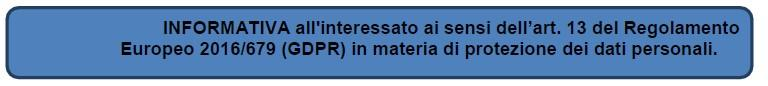 INFORMATIVA all'interessato ai sensi dell’art. 13 del Regolamento
Europeo 2016/679 (GDPR) in materia di protezione dei dati personali.